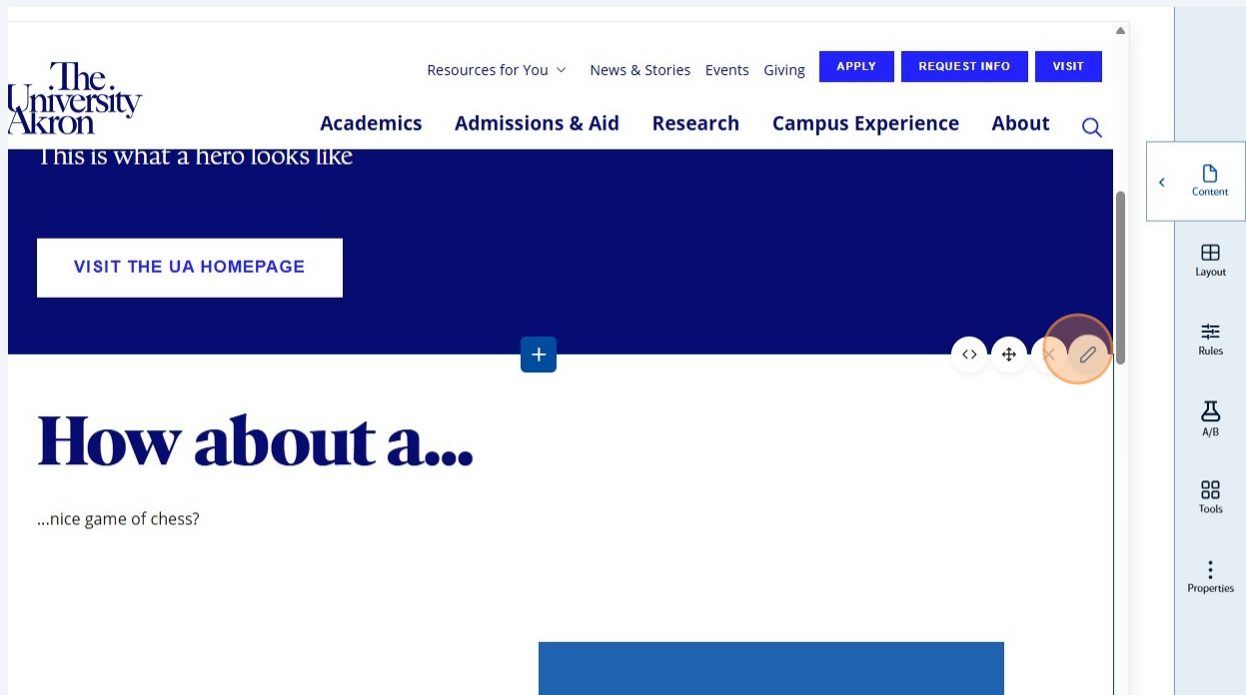 The
University
Akron
Resources for You
News & Stories
Events
Giving
APPLY
REQUEST INFO
VISIT
Academics
Admissions & Aid
Research
Campus Experience
About
This is what a hero looks like
VISIT THE UA HOMEPAGE
How about a...
...nice game of chess?
Content
Layout
Rules
A/B
Tools
Properties